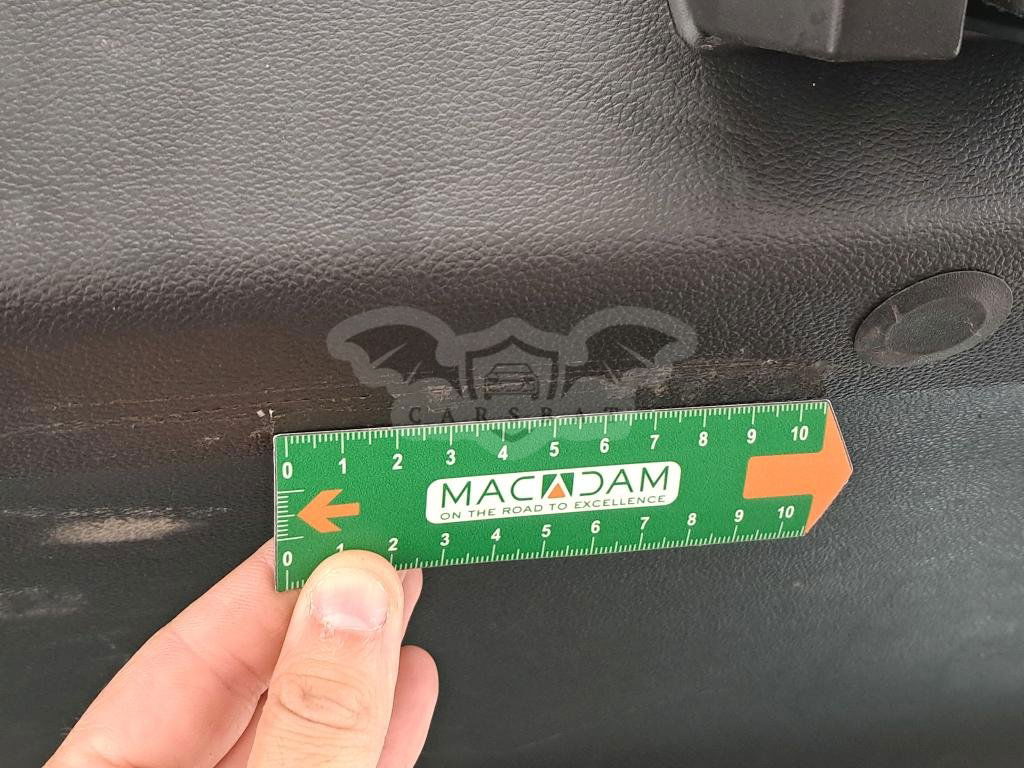 CARSBAT
0 1 2 3 4 5 6 7 8 9 10
MACADAM
ON THE ROAD TO EXCELLENCE
0 1 2 3 4 5 6 7 8 9 10